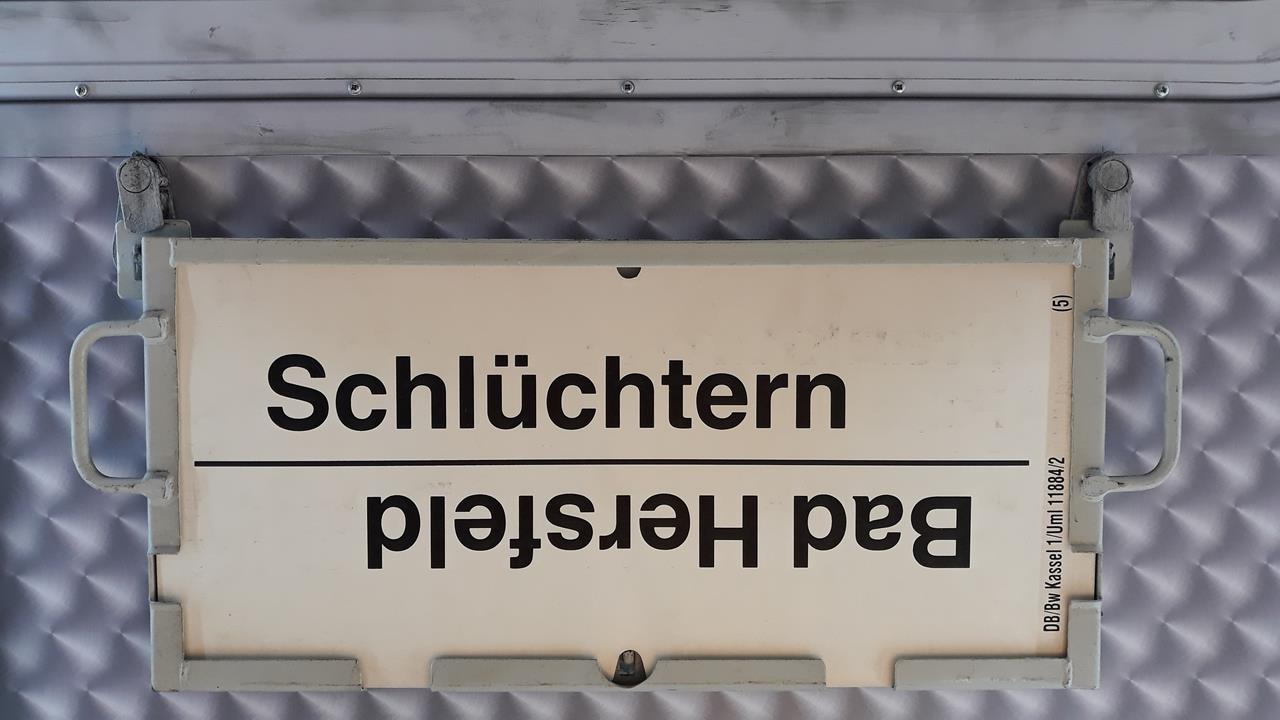 Schlüchtern
Bad Hersfeld
DB/Bw Kassel 1/Uml 11884/2
(5)